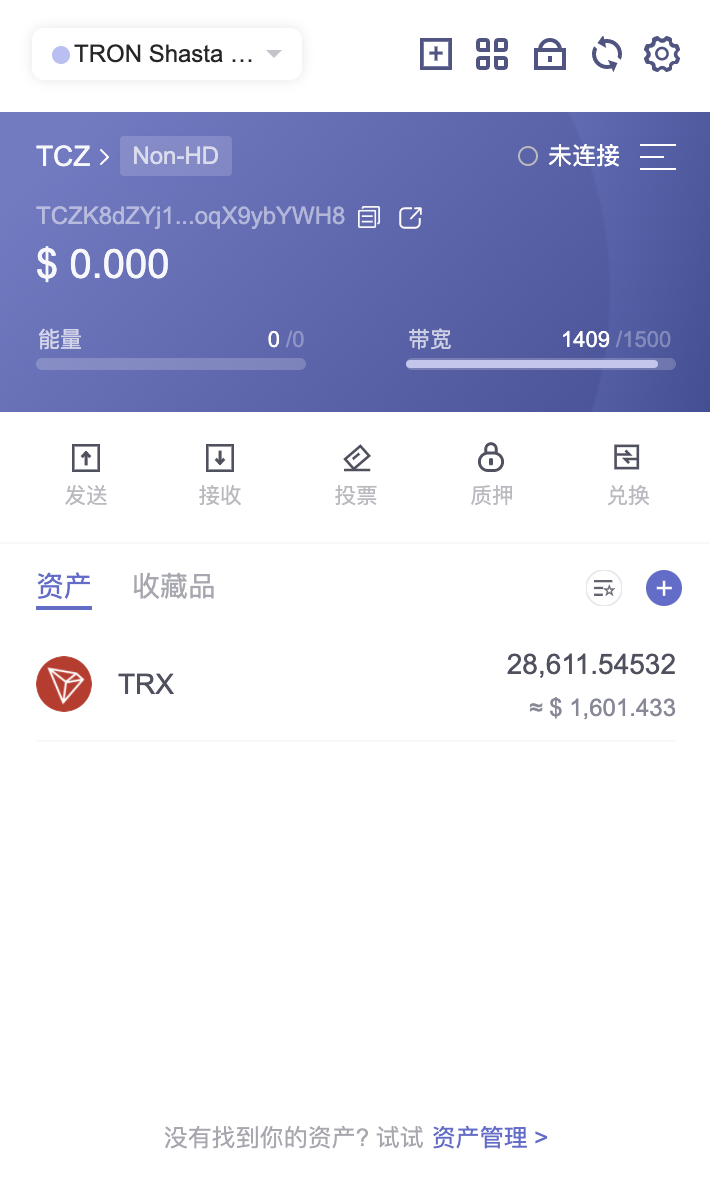 TRON Shasta ...
TCZ > Non-HD
未连接
TCZK8dZYj1...oqX9ybYWH8
$ 0.000
能量 0 /0
带宽 1409 /1500
发送 接收 投票 质押 兑换
资产 收藏品
TRX
28,611.54532
≈ $ 1,601.433
没有找到你的资产? 试试 资产管理 >